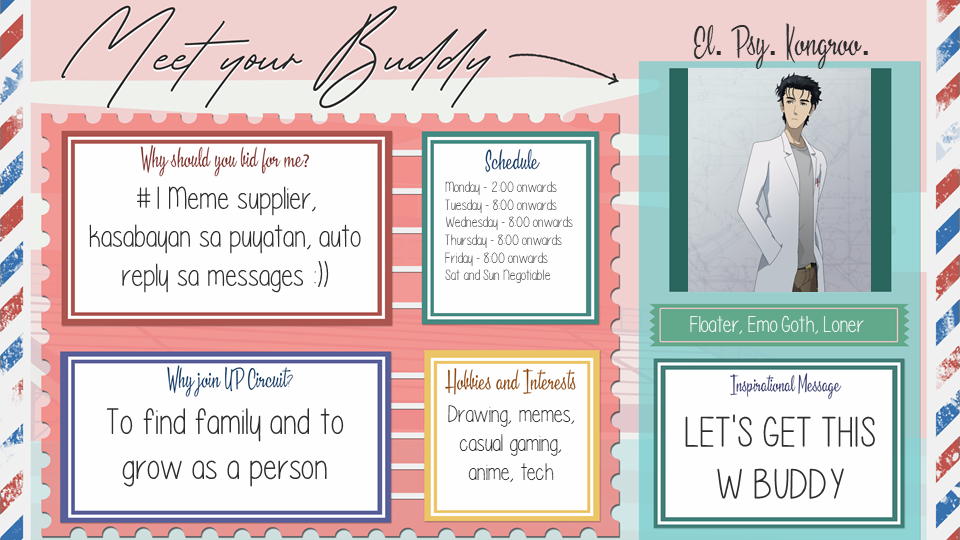 Meet your Buddy
El. Psy. Kongroo.
Why should you bid for me?
#1 Meme supplier,
kasabayan sa puyatan, auto
reply sa messages :))
Schedule
Monday - 2:00 onwards
Tuesday - 8:00 onwards
Wednesday - 8:00 onwards
Thursday - 8:00 onwards
Friday - 8:00 onwards
Sat and Sun Negotiable
Floater, Emo Goth, Loner
Why join UP Circuit?
To find family and to
grow as a person
Hobbies and Interests
Drawing, memes,
casual gaming,
anime, tech
Inspirational Message
LET'S GET THIS
W BUDDY